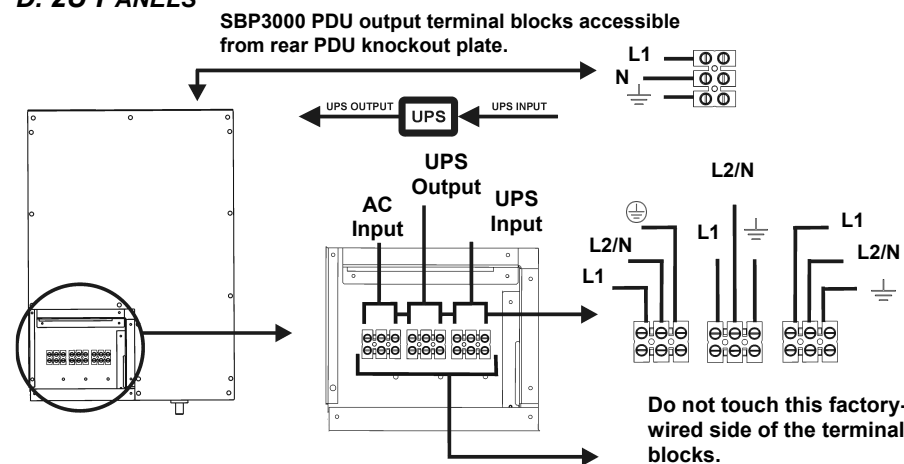 D. 2U PANELS
SBP3000 PDU output terminal blocks accessible
from rear PDU knockout plate.
L1
N
UPS OUTPUT
UPS
UPS INPUT
UPS
Output
AC
Input
UPS
Input
L2/N
L1
L2/N
L1
L1
L2/N
Do not touch this factory-
wired side of the terminal
blocks.